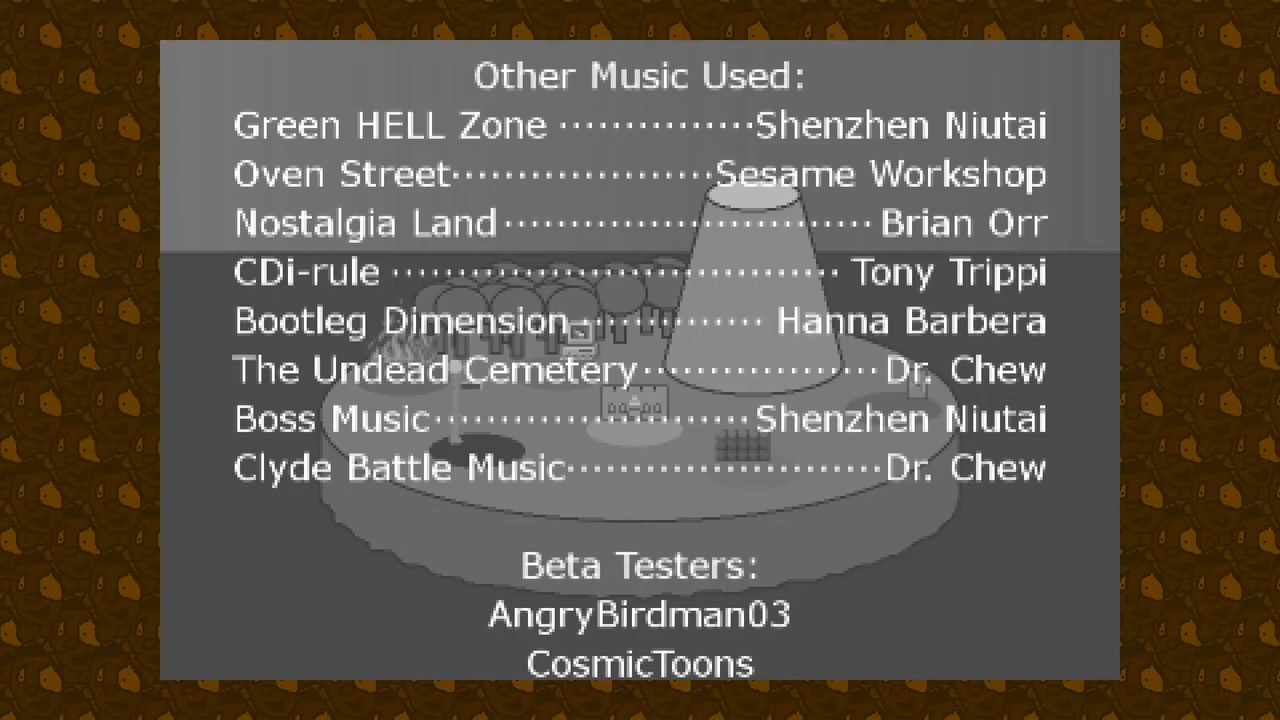 Other Music Used:
Green HELL Zone ···············Shenzhen Niutai
Oven Street····················Sesame Workshop
Nostalgia Land ···························· Brian Orr
CDi-rule ·································· Tony Trippi
Bootleg Dimension·············· Hanna Barbera
The Undead Cemetery·················· Dr. Chew
Boss Music························ Shenzhen Niutai
Clyde Battle Music························Dr. Chew
Beta Testers:
AngryBirdman03
CosmicToons